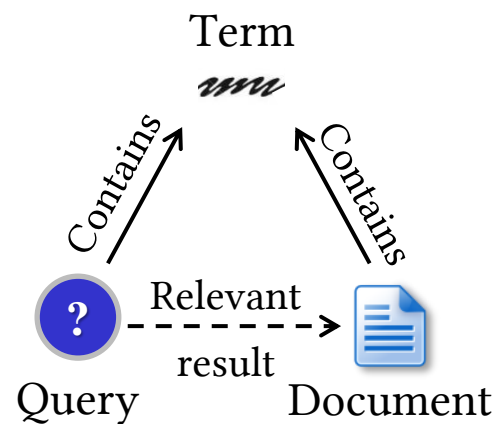 Term
Contains
Contains
?
Relevant
result
Query
Document